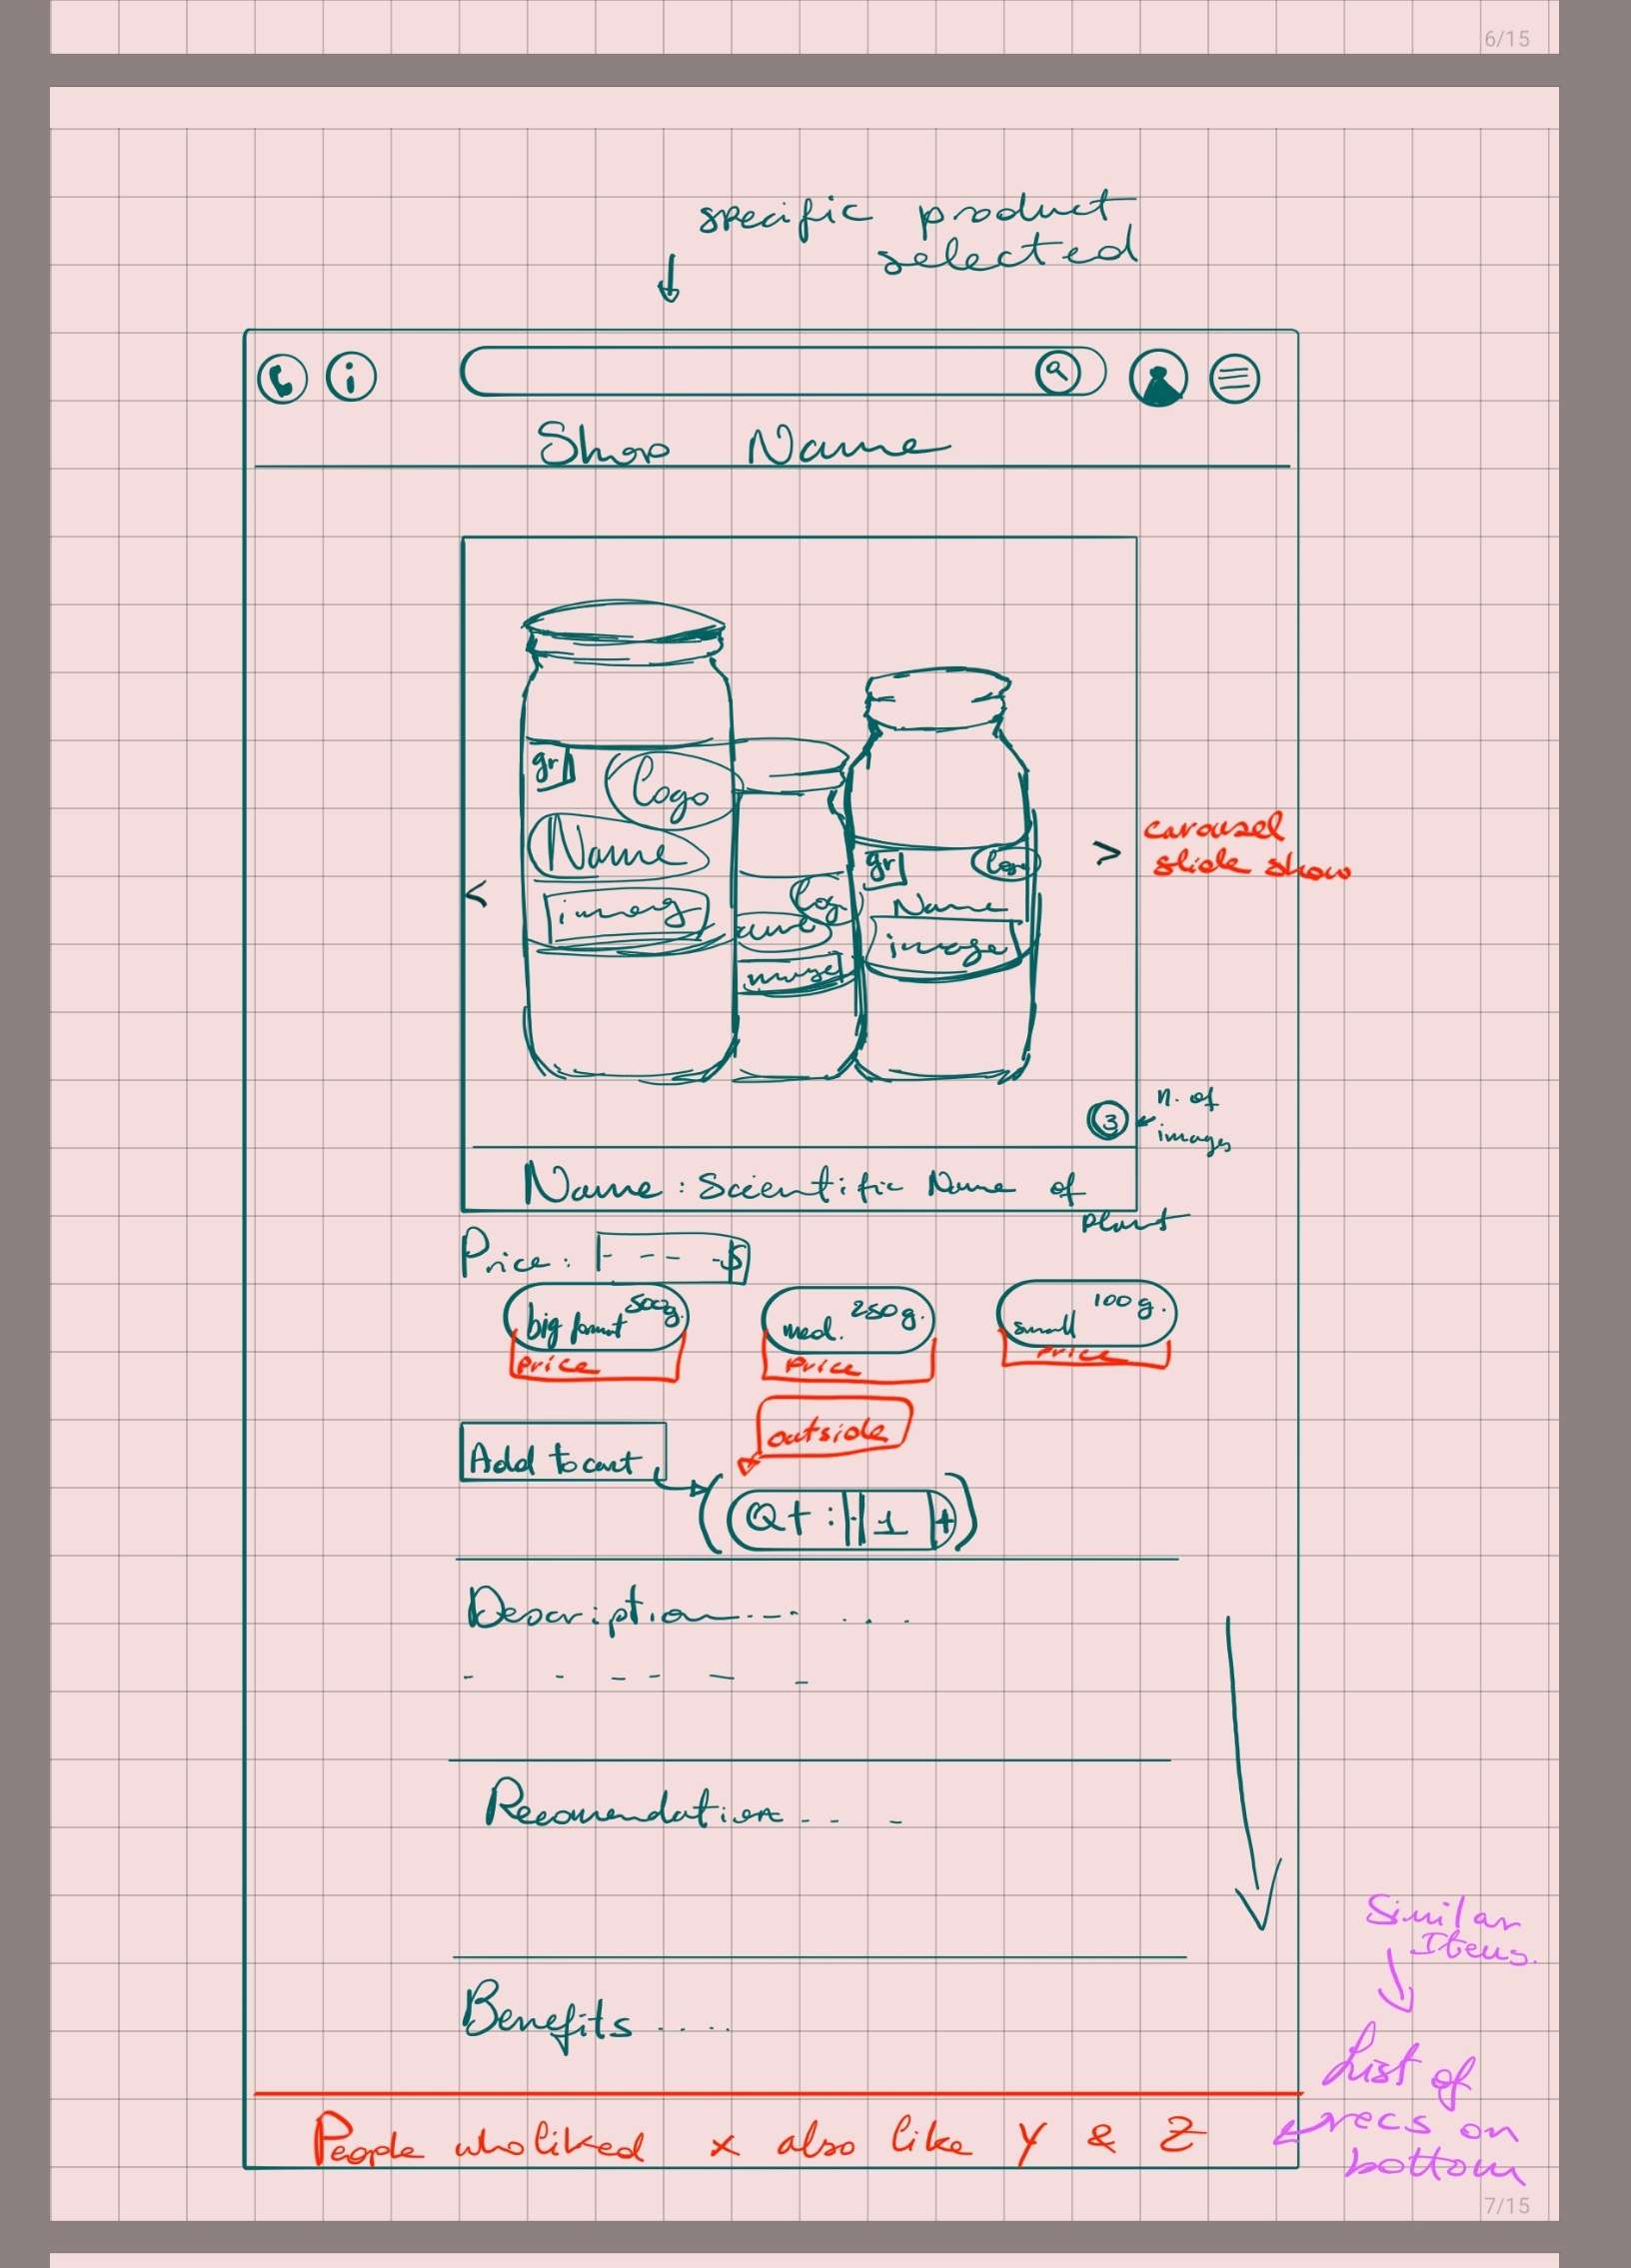 6/15
specific product
selected
i
Shop Name
gr
Logo
Name
imag
Log
ame
image
gr
Logo
Name
image
<
>
carousel
slide show
3
n. of
images
Name : Scientific Name of
plant
Price : - - - - $
big format 500g.
med. 250g.
small 100g.
Price
Price
Price
outside
Add to cart
(Qt : - 1 +)
Description
Recomendation
Benefits ....
People who liked x also like Y & Z
Similar
Items.
List of
recs on
bottom
7/15